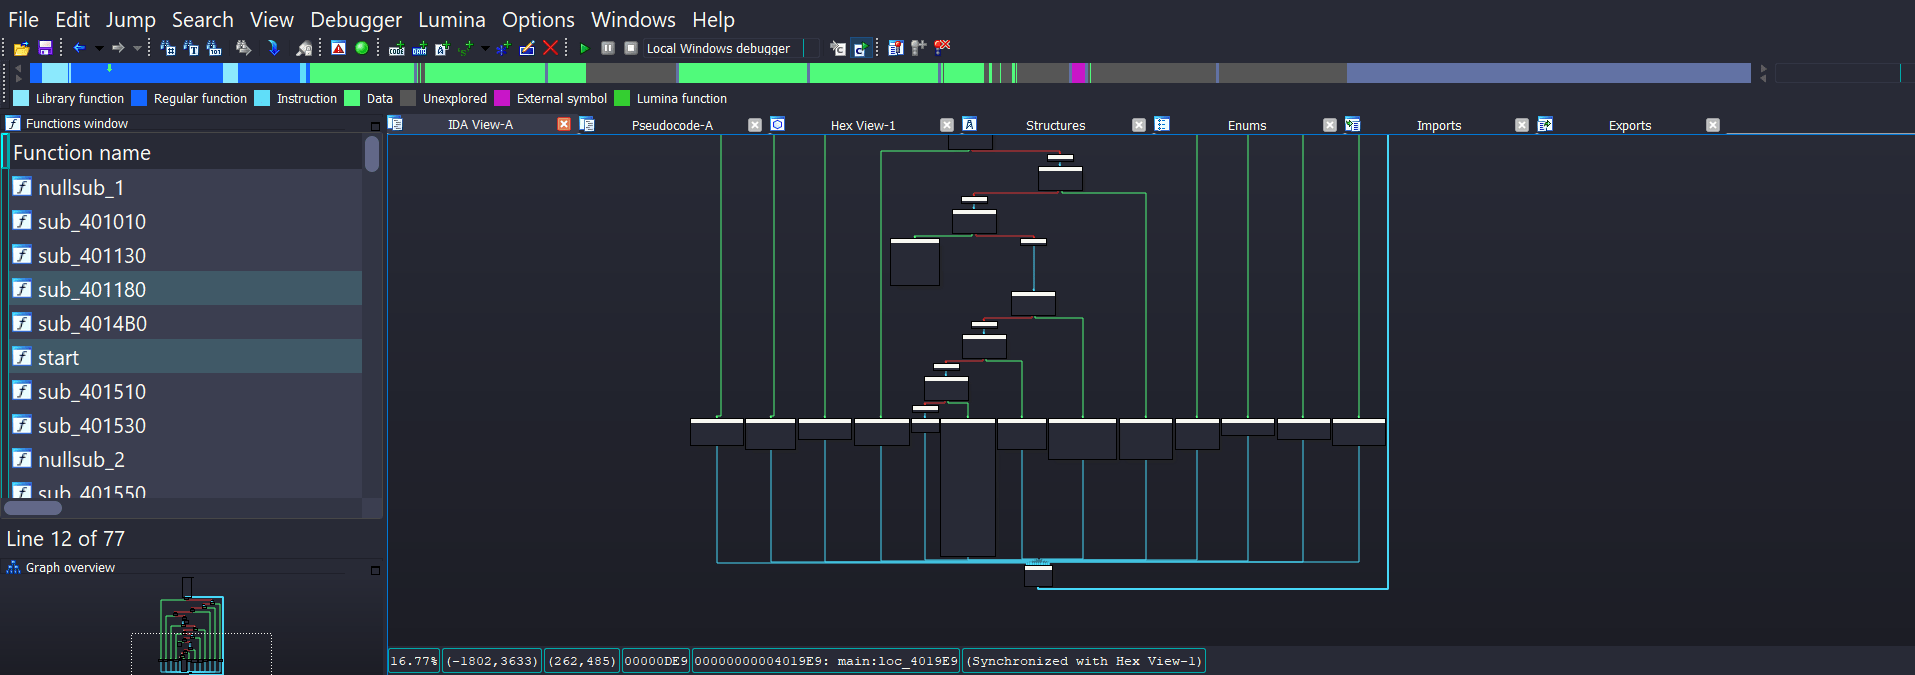 File Edit Jump Search View Debugger Lumina Options Windows Help
Local Windows debugger
Library function Regular function Instruction Data Unexplored External symbol Lumina function
Functions window
IDA View-A Pseudocode-A Hex View-1 Structures Enums Imports Exports
Function name
nullsub_1
sub_401010
sub_401130
sub_401180
sub_4014B0
start
sub_401510
sub_401530
nullsub_2
sub_401550
Line 12 of 77
Graph overview
16.77% (-1802,3633) (262,485) 00000DE9 00000000004019E9: main:loc_4019E9 (Synchronized with Hex View-1)